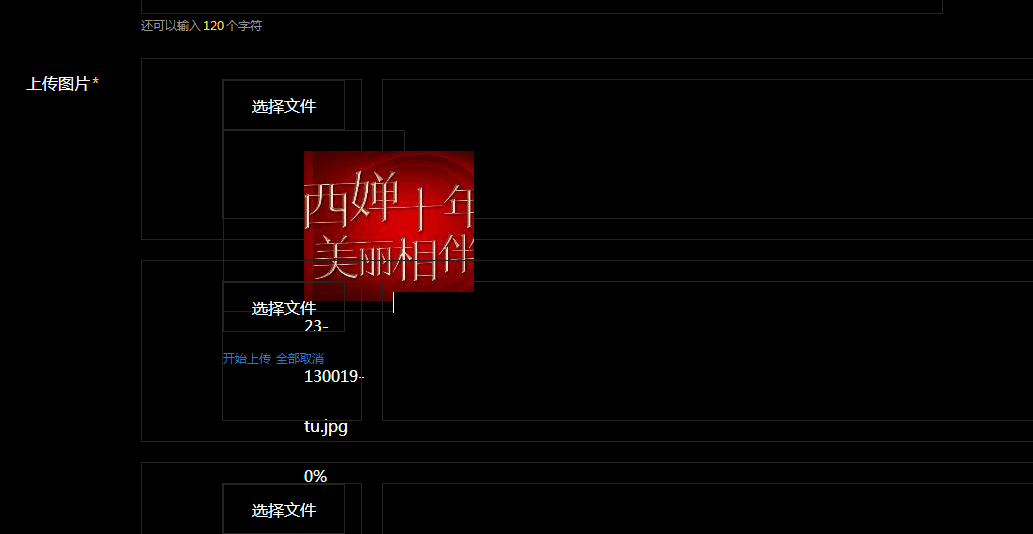 还可以输入 120 个字符
上传图片*
选择文件
西婵十年
美丽相伴
选择文件
23-
开始上传 全部取消
130019-
tu.jpg
0%
选择文件